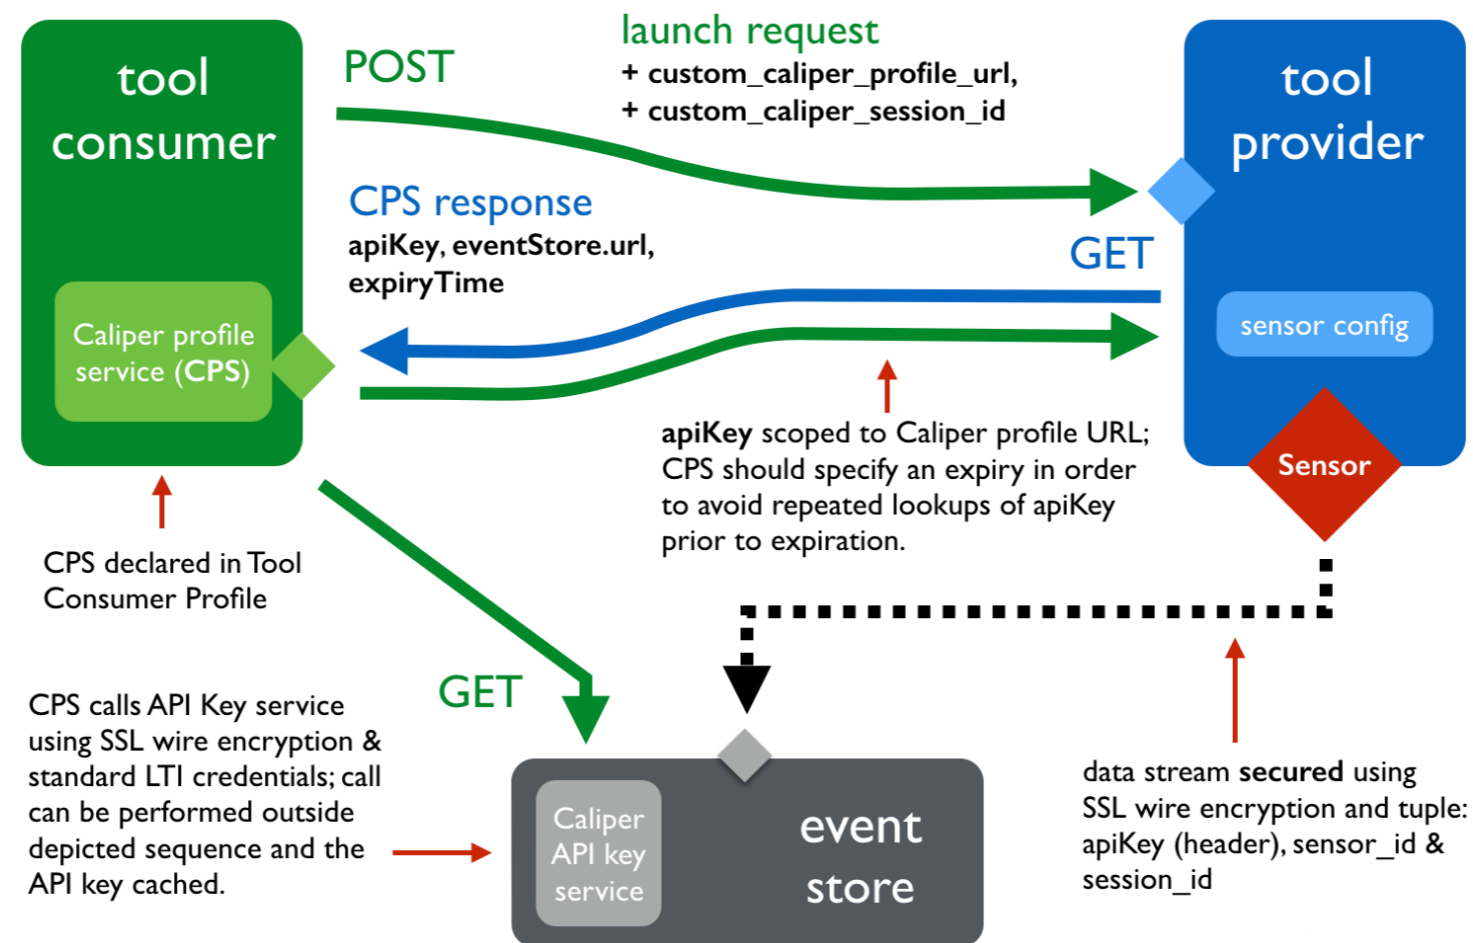 tool
consumer
POST
launch request
+ custom_caliper_profile_url,
+ custom_caliper_session_id
tool
provider
CPS response
apiKey, eventStore.url,
expiryTime
GET
Caliper profile
service (CPS)
sensor config
Sensor
apiKey scoped to Caliper profile URL;
CPS should specify an expiry in order
to avoid repeated lookups of apiKey
prior to expiration.
CPS declared in Tool
Consumer Profile
GET
CPS calls API Key service
using SSL wire encryption &
standard LTI credentials; call
can be performed outside
depicted sequence and the
API key cached.
Caliper
API key
service
event
store
data stream secured using
SSL wire encryption and tuple:
apiKey (header), sensor_id &
session_id